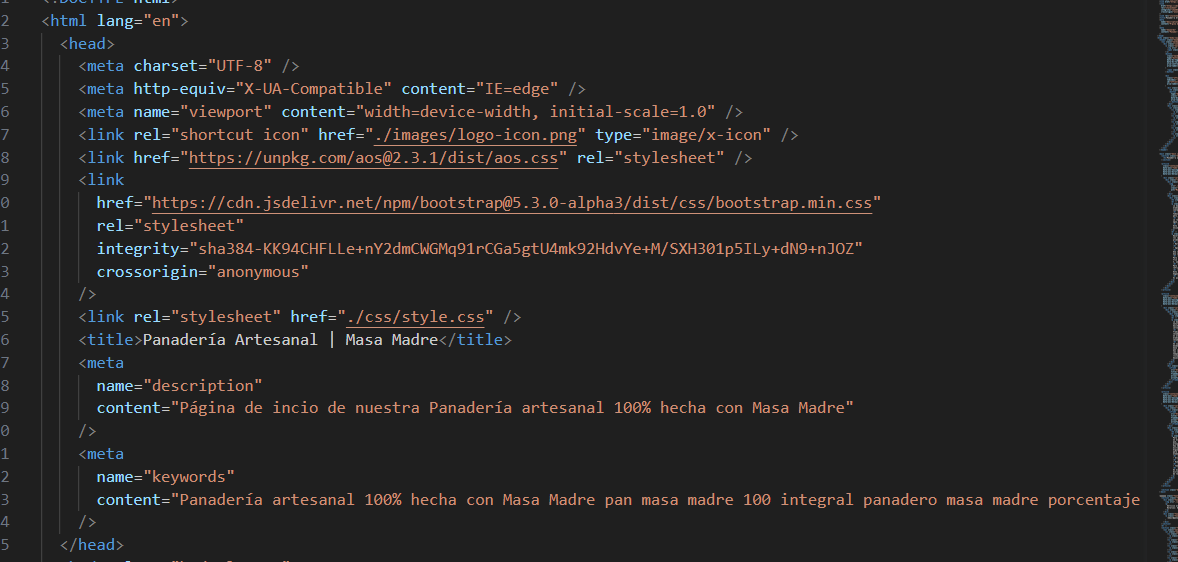 <!DOCTYPE html>
2 <html lang="en">
3 <head>
4 <meta charset="UTF-8" />
5 <meta http-equiv="X-UA-Compatible" content="IE=edge" />
6 <meta name="viewport" content="width=device-width, initial-scale=1.0" />
7 <link rel="shortcut icon" href="./images/logo-icon.png" type="image/x-icon" />
8 <link href="https://unpkg.com/aos@2.3.1/dist/aos.css" rel="stylesheet" />
9 <link
0 href="https://cdn.jsdelivr.net/npm/bootstrap@5.3.0-alpha3/dist/css/bootstrap.min.css"
1 rel="stylesheet"
2 integrity="sha384-KK94CHFLLe+nY2dmCWGMq91rCGa5gtU4mk92HdvYe+M/SXH301p5ILy+dN9+nJOZ"
3 crossorigin="anonymous"
4 />
5 <link rel="stylesheet" href="./css/style.css" />
6 <title>Panadería Artesanal | Masa Madre</title>
7 <meta
8 name="description"
9 content="Página de incio de nuestra Panadería artesanal 100% hecha con Masa Madre"
0 />
1 <meta
2 name="keywords"
3 content="Panadería artesanal 100% hecha con Masa Madre pan masa madre 100 integral panadero masa madre porcentaje
4 />
5 </head>